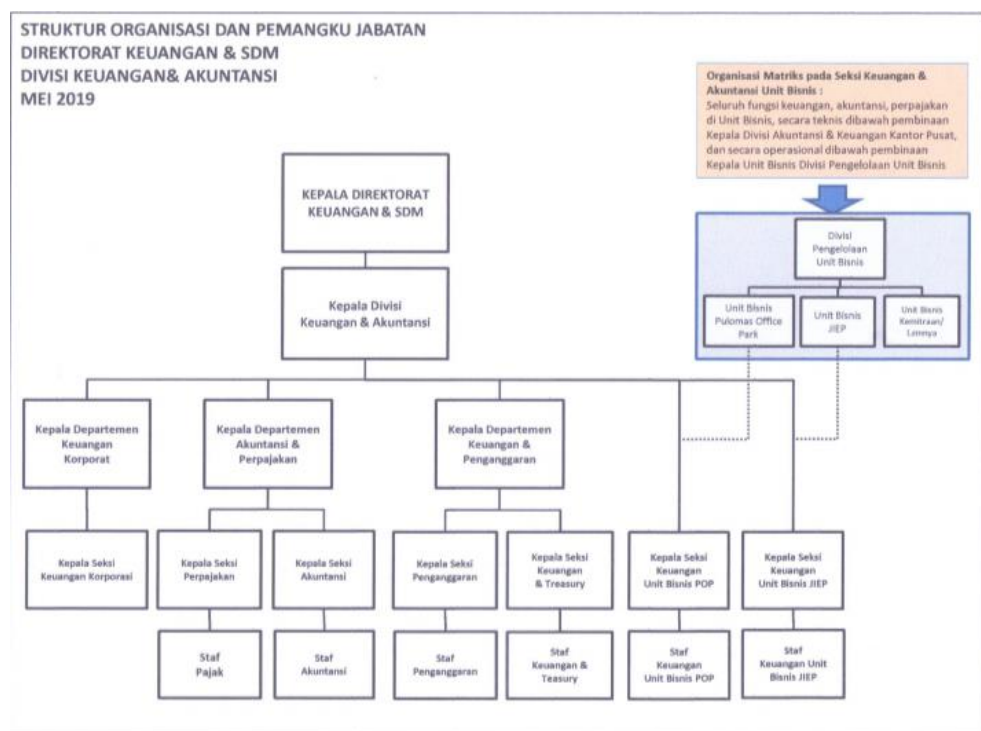 STRUKTUR ORGANISASI DAN PEMANGKU JABATAN
DIREKTORAT KEUANGAN & SDM
DIVISI KEUANGAN& AKUNTANSI
MEI 2019
Organisasi Matriks pada Seksi Keuangan &
Akuntansi Unit Bisnis :
Seluruh fungsi keuangan, akuntansi, perpajakan
di Unit Bisnis, secara teknis dibawah pembinaan
Kepala Divisi Akuntansi & Keuangan Kantor Pusat,
dan secara operasional dibawah pembinaan
Kepala Unit Bisnis Divisi Pengelolaan Unit Bisnis
KEPALA DIREKTORAT
KEUANGAN & SDM
Divisi
Pengelolaan
Unit Bisnis
Kepala Divisi
Keuangan & Akuntansi
Unit Bisnis
Pulomas Office
Park
Unit Bisnis
JIEP
Unit Bisnis
Kemitraan/
Lainnya
Kepala Departemen
Keuangan
Korporat
Kepala Departemen
Akuntansi &
Perpajakan
Kepala Departemen
Keuangan &
Penganggaran
Kepala Seksi
Keuangan Korporasi
Kepala Seksi
Perpajakan
Kepala Seksi
Akuntansi
Kepala Seksi
Penganggaran
Kepala Seksi
Keuangan
& Treasury
Kepala Seksi
Keuangan
Unit Bisnis POP
Kepala Seksi
Keuangan
Unit Bisnis JIEP
Staf
Pajak
Staf
Akuntansi
Staf
Penganggaran
Staf
Keuangan &
Teasury
Staf
Keuangan
Unit Bisnis POP
Staf
Keuangan Unit
Bisnis JIEP